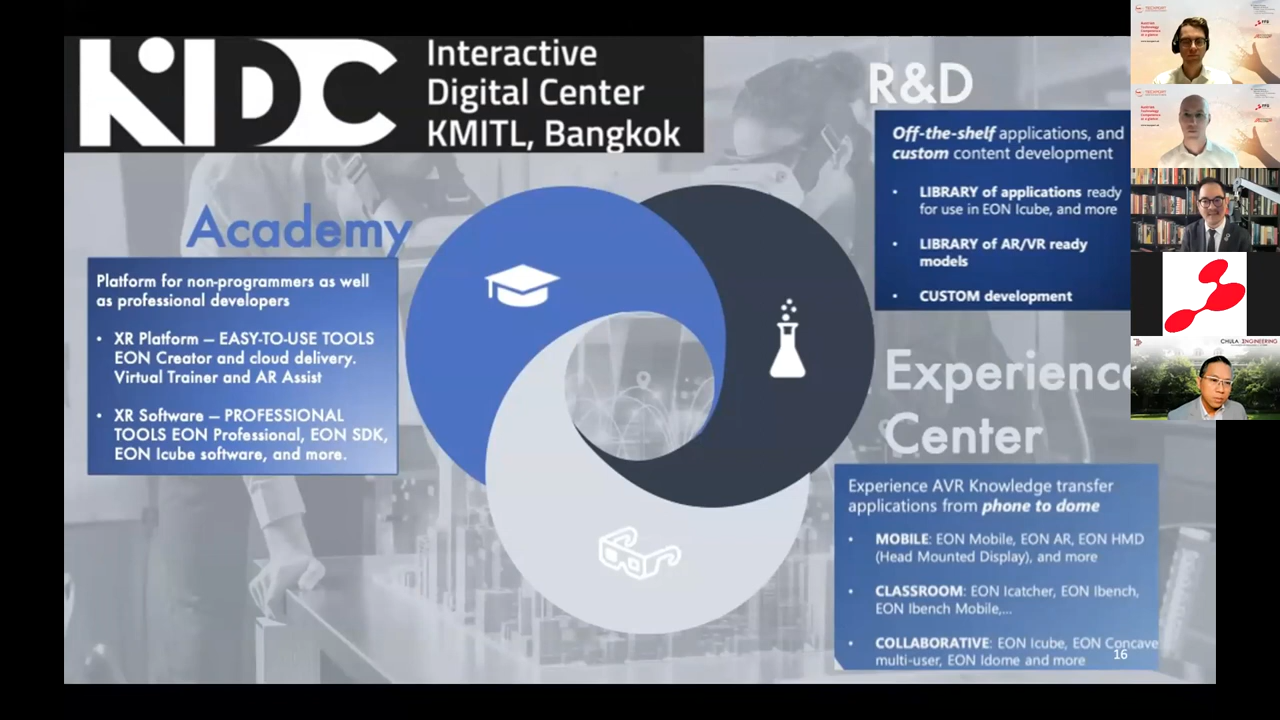 KIDC
Interactive
Digital Center
KMITL, Bangkok
Academy
Platform for non-programmers as well
as professional developers
• XR Platform – EASY-TO-USE TOOLS
EON Creator and cloud delivery.
Virtual Trainer and AR Assist
• XR Software – PROFESSIONAL
TOOLS EON Professional, EON SDK,
EON Icube software, and more.
R&D
Off-the-shelf applications, and
custom content development
• LIBRARY of applications ready
for use in EON Icube, and more
• LIBRARY of AR/VR ready
models
• CUSTOM development
Experience
Center
Experience AVR Knowledge transfer
applications from phone to dome
• MOBILE: EON Mobile, EON AR, EON HMD
(Head Mounted Display), and more
• CLASSROOM: EON Icatcher, EON Ibench,
EON Ibench Mobile,...
• COLLABORATIVE: EON Icube, EON Concave
multi-user, EON Idome and more
16
CHULA ENGINEERING